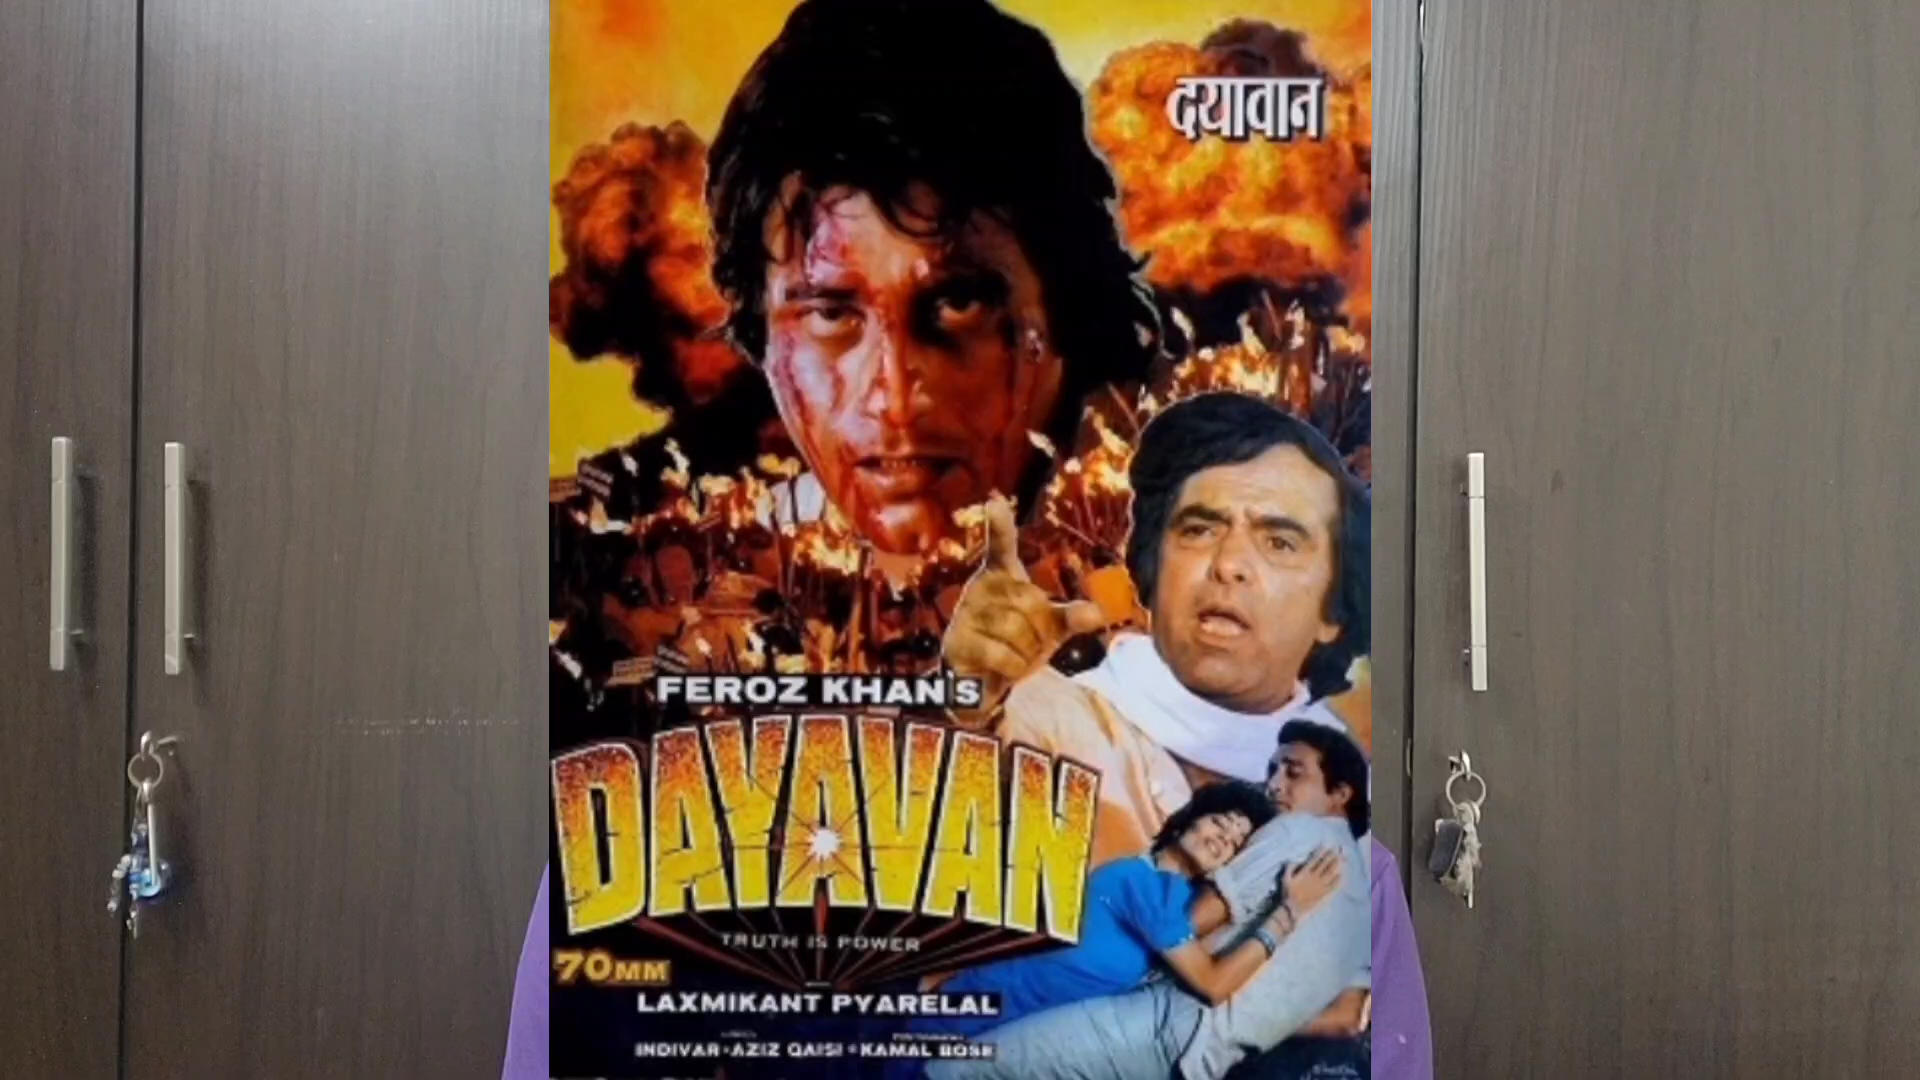 दयावान
FEROZ KHAN'S
DAYAVAN
TRUTH IS POWER
70MM
LAXMIKANT PYARELAL
INDIVAR • AZIZ QAISI • KAMAL BOSE